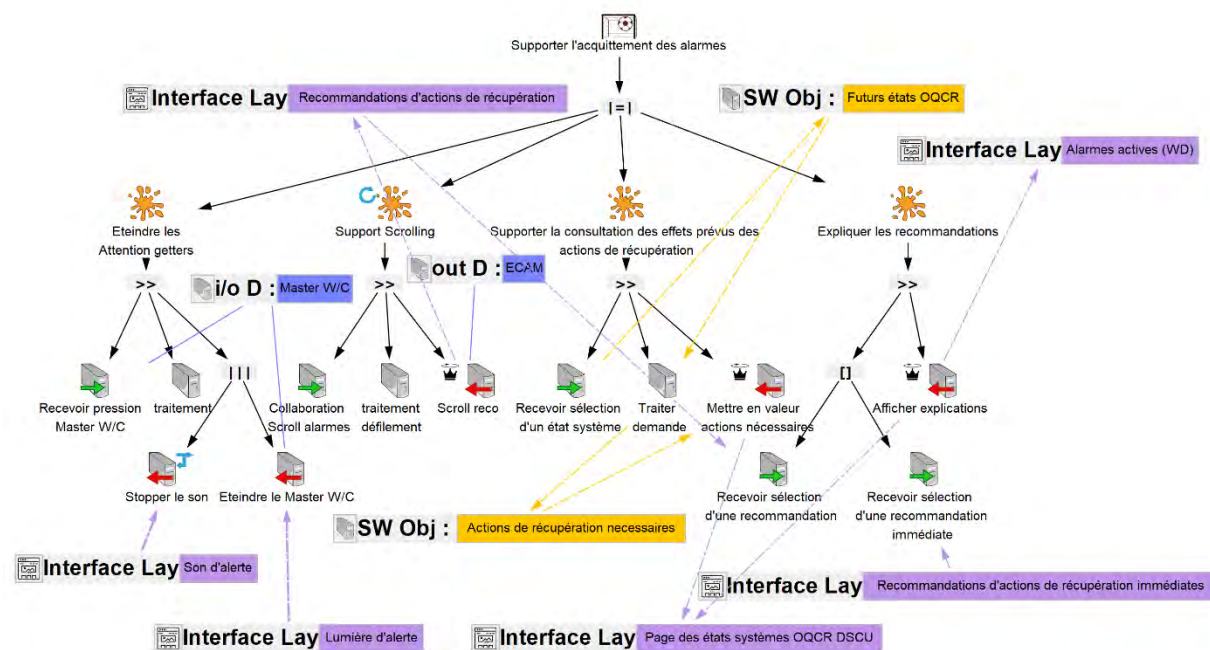 Supporter l'acquittement des alarmes
Interface Lay Recommandations d'actions de récupération
|=|
SW Obj : Futurs états OQCR
Interface Lay Alarmes actives (WD)
Eteindre les
Attention getters
Support Scrolling
Supporter la consultation des effets prévus des
actions de récupération
Expliquer les recommandations
>>
i/o D : Master W/C
>>
out D : ECAM
>>
>>
Recevoir pression
Master W/C
traitement
|||
Collaboration
Scroll alarmes
traitement
défilement
Scroll reco
Recevoir sélection
d'un état système
Traiter
demande
Mettre en valeur
actions nécessaires
[]
Afficher explications
Stopper le son
Eteindre le Master W/C
Recevoir sélection
d'une recommandation
Recevoir sélection
d'une recommandation
immédiate
SW Obj : Actions de récupération necessaires
Interface Lay Son d'alerte
Interface Lay Recommandations d'actions de récupération immédiates
Interface Lay Lumière d'alerte
Interface Lay Page des états systèmes OQCR DSCU